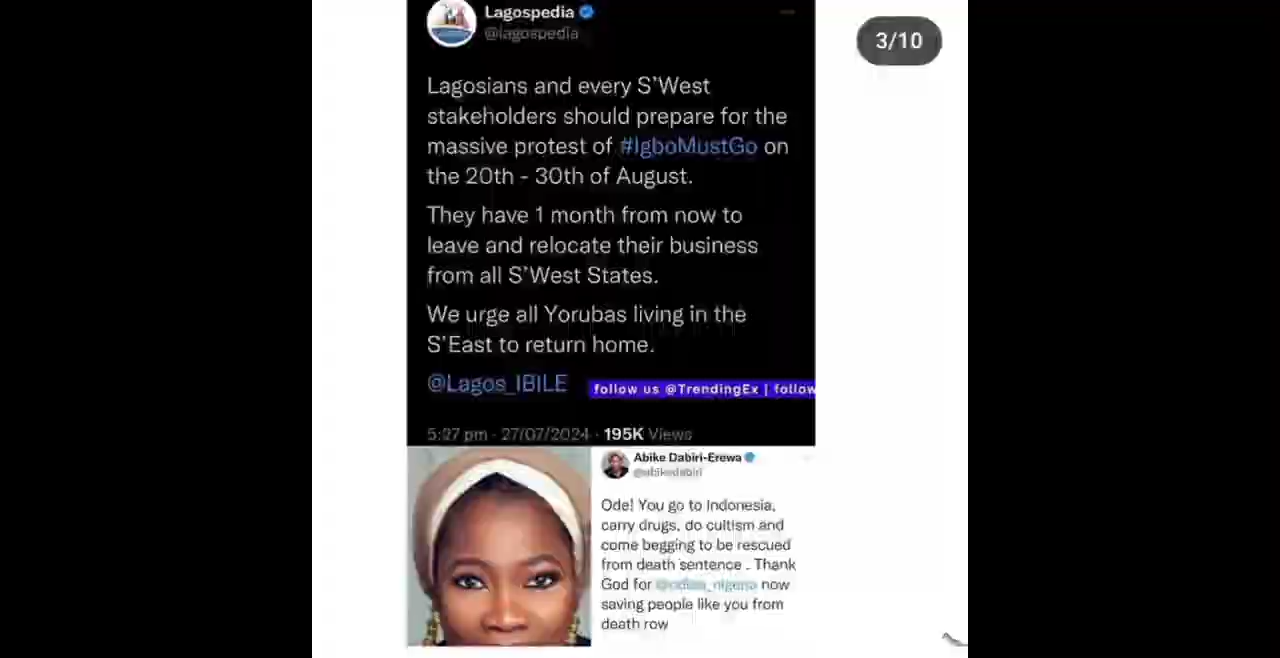 Lagospedia
@lagospedia
3/10
Lagosians and every S'West
stakeholders should prepare for the
massive protest of #IgboMustGo on
the 20th - 30th of August.
They have 1 month from now to
leave and relocate their business
from all S'West States.
We urge all Yorubas living in the
S'East to return home.
@Lagos_IBILE
follow us @TrendingEx | follow
5:27 pm · 27/07/2024 · 195K Views
Abike Dabiri-Erewa
@abikedabiri
Ode! You go to Indonesia,
carry drugs, do cultism and
come begging to be rescued
from death sentence . Thank
God for @nidcom_nigeria now
saving people like you from
death row